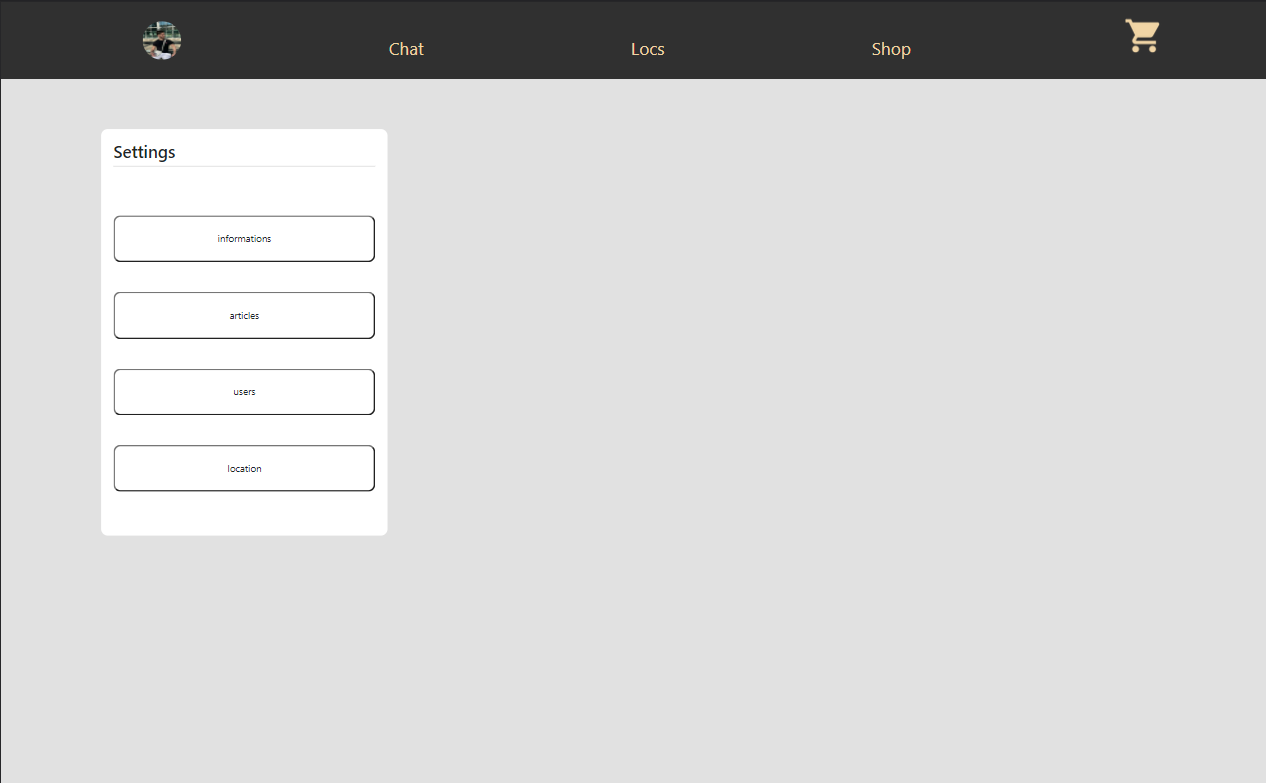 Chat
Locs
Shop
Settings
informations
articles
users
location